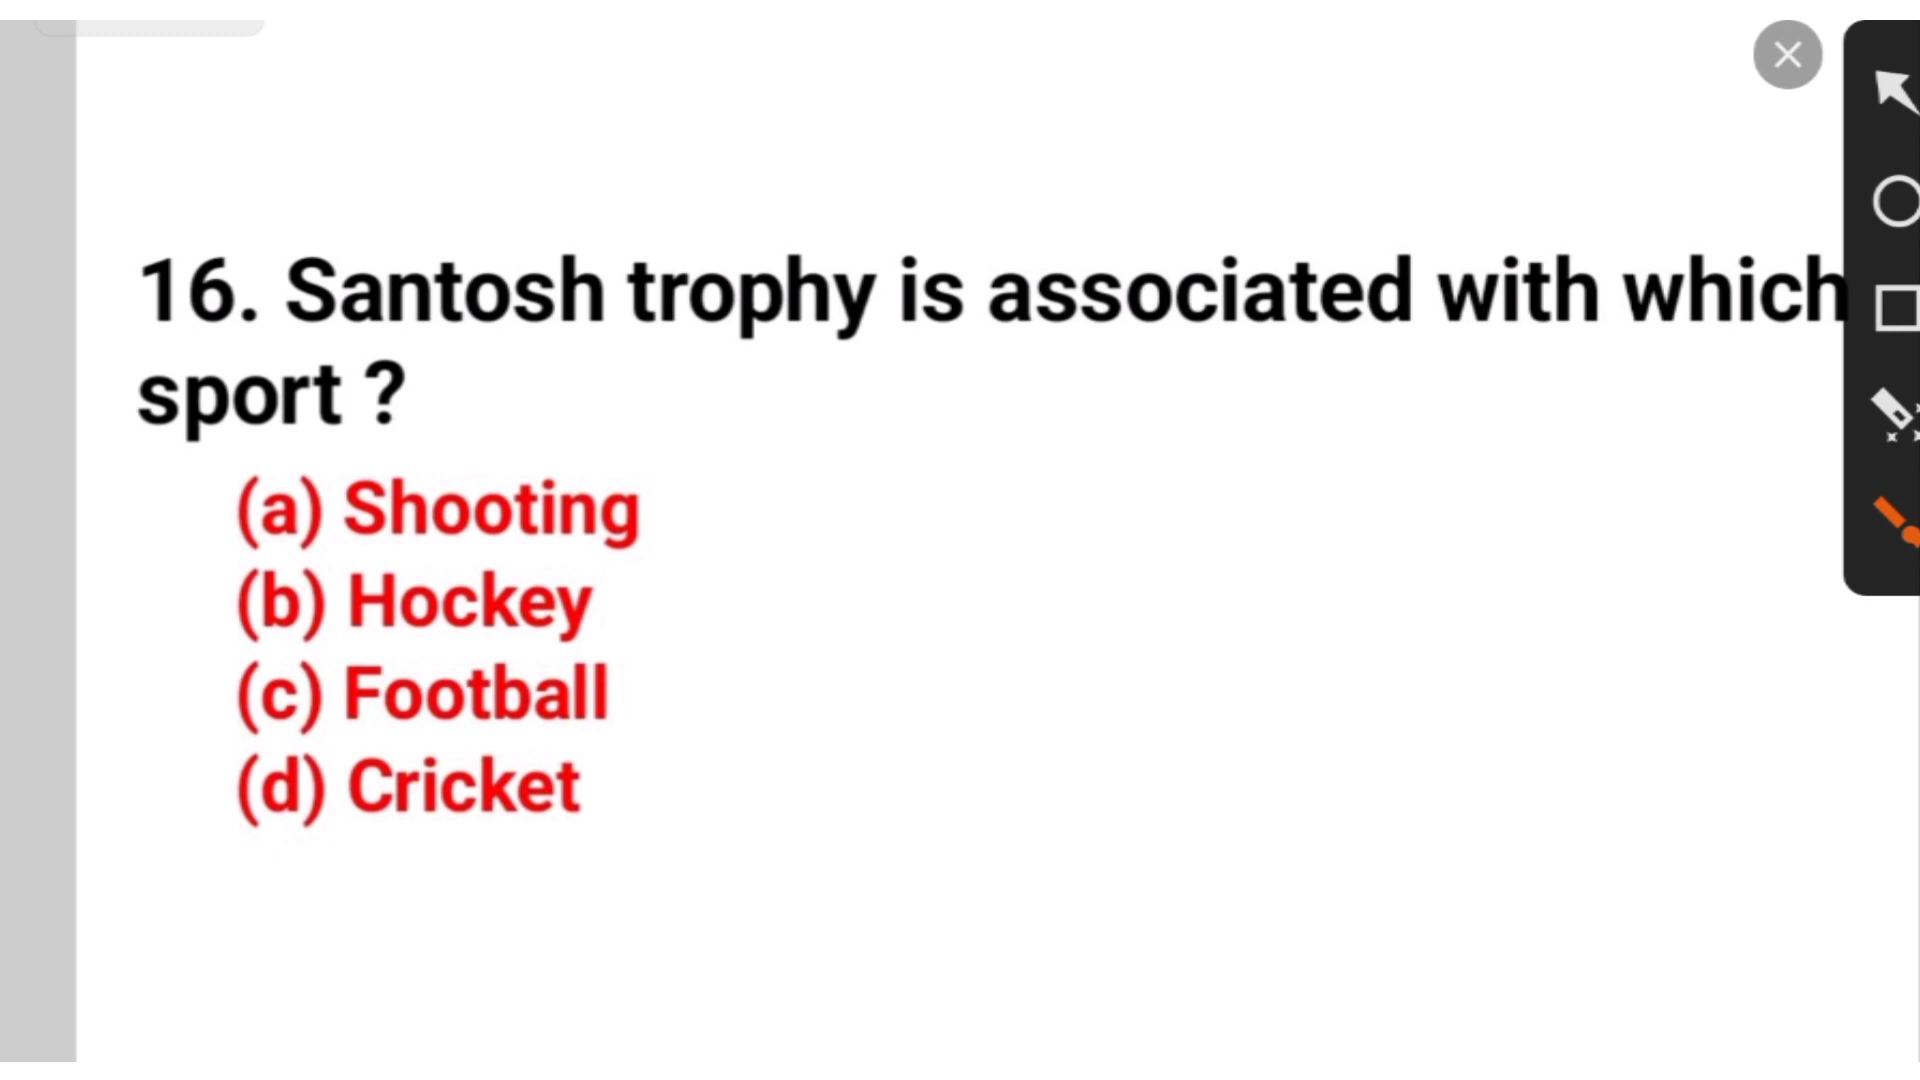 16. Santosh trophy is associated with which
sport ?
(a) Shooting
(b) Hockey
(c) Football
(d) Cricket